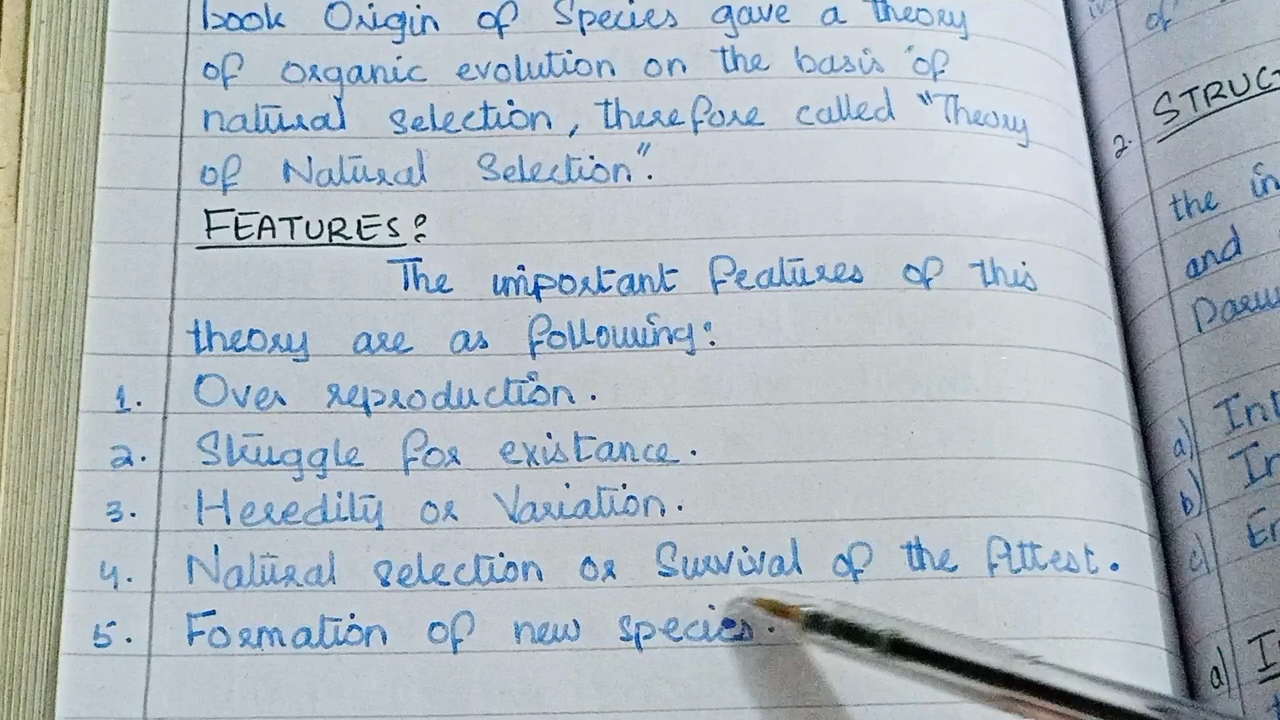 book Origin of Species gave a theory
of organic evolution on the basis of
natural selection, therefore called "Theory
of Natural Selection".
FEATURES:
The important features of this
theory are as following:
1. Over reproduction.
2. Struggle for existance.
3. Heredity or Variation.
4. Natural selection or Survival of the fittest.
5. Formation of new species.
of
2. STRUCT
the in
and
Darw
a) Int
b) In
c) En
a) I